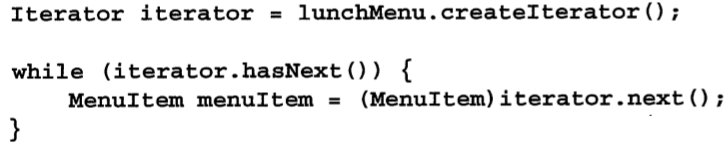 Iterator iterator = lunchMenu.createIterator();
while (iterator.hasNext()) {
MenuItem menuItem = (MenuItem)iterator.next();
}